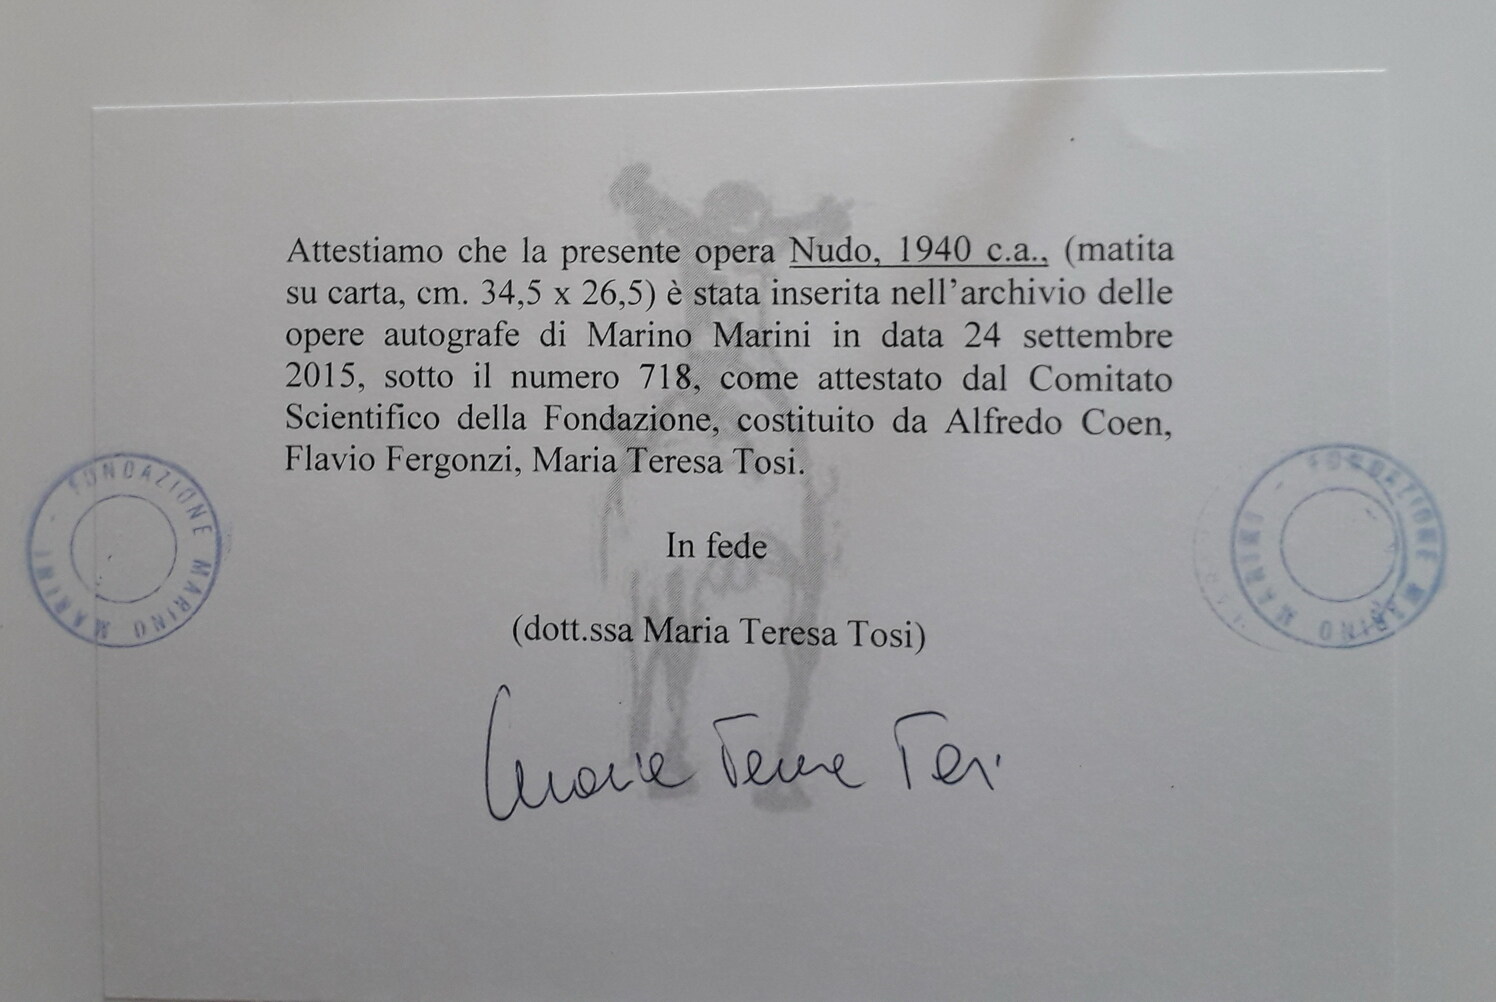 Attestiamo che la presente opera Nudo, 1940 c.a., (matita
su carta, cm. 34,5 x 26,5) è stata inserita nell'archivio delle
opere autografe di Marino Marini in data 24 settembre
2015, sotto il numero 718, come attestato dal Comitato
Scientifico della Fondazione, costituito da Alfredo Coen,
Flavio Fergonzi, Maria Teresa Tosi.
In fede
(dott.ssa Maria Teresa Tosi)
Maria Teresa Tosi
FONDAZIONE MARINO MARINI -
FONDAZIONE MARINO MARINI -